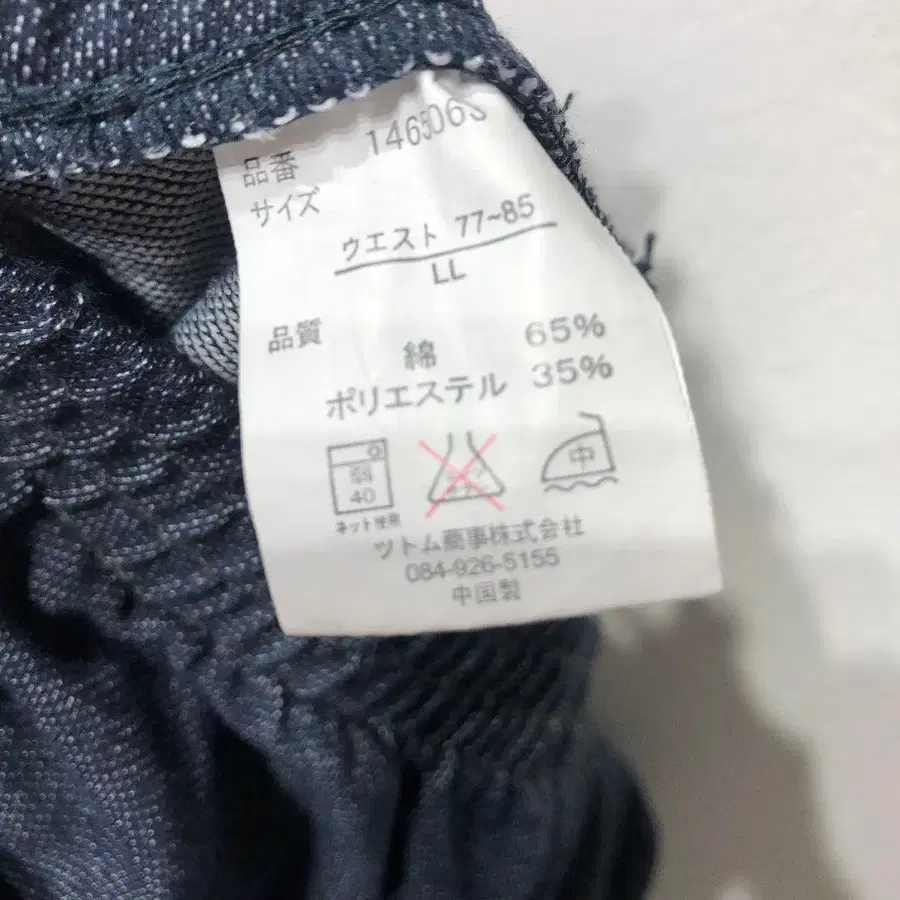 品番 146506S
サイズ
ウエスト 77~85
LL
品質
綿 65%
ポリエステル 35%
弱
40
中
ネット使用
ツトム商事株式会社
084-926-5155
中国製